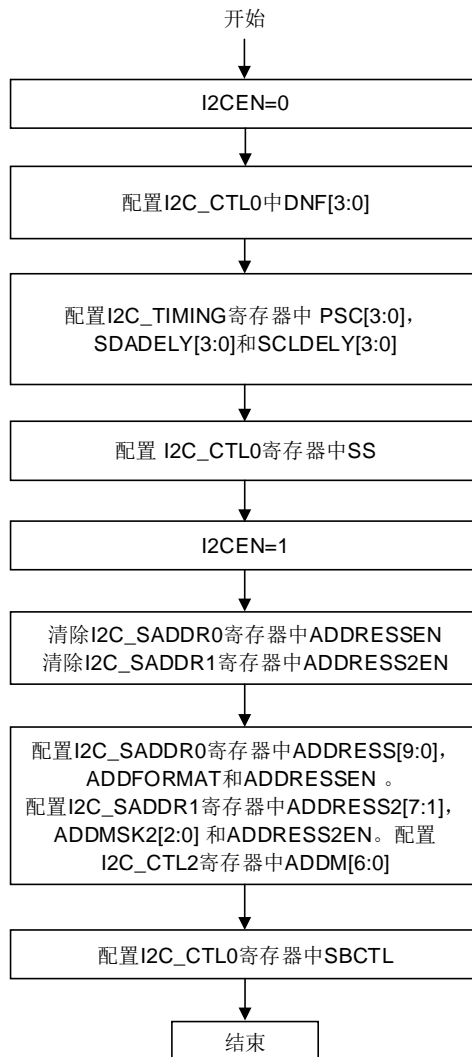 开始
I2CEN=0
配置I2C_CTL0中DNF[3:0]
配置I2C_TIMING寄存器中 PSC[3:0]，
SDADELY[3:0]和SCLDELY[3:0]
配置 I2C_CTL0寄存器中SS
I2CEN=1
清除I2C_SADDR0寄存器中ADDRESSEN
清除I2C_SADDR1寄存器中ADDRESS2EN
配置I2C_SADDR0寄存器中ADDRESS[9:0]，
ADDFORMAT和ADDRESSEN 。
配置I2C_SADDR1寄存器中ADDRESS2[7:1]，
ADDMSK2[2:0] 和ADDRESS2EN。配置
I2C_CTL2寄存器中ADDM[6:0]
配置I2C_CTL0寄存器中SBCTL
结束